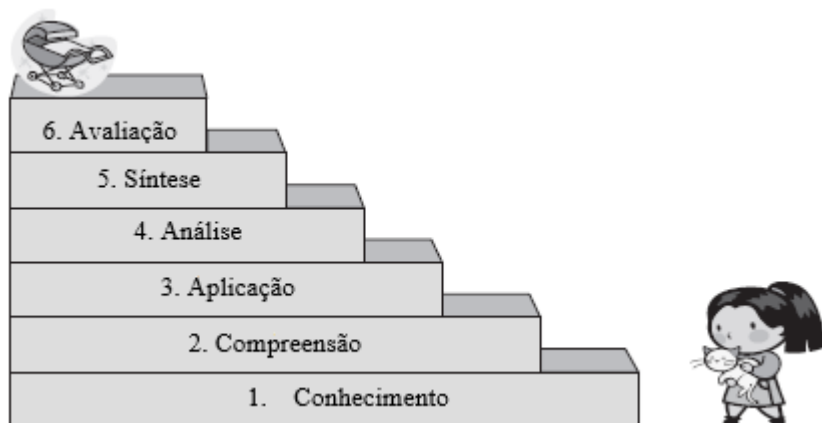 6. Avaliação
5. Síntese
4. Análise
3. Aplicação
2. Compreensão
1. Conhecimento